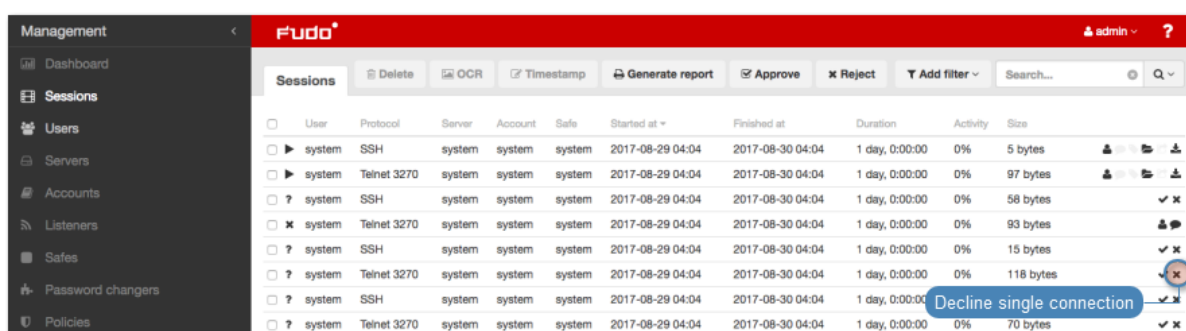 Management
Fudo
admin
?
Dashboard
Sessions
Users
Servers
Accounts
Listeners
Safes
Password changers
Policies
Sessions Delete OCR Timestamp Generate report Approve Reject Add filter Search...
User Protocol Server Account Safe Started at Finished at Duration Activity Size
system SSH system system system 2017-08-29 04:04 2017-08-30 04:04 1 day, 0:00:00 0% 5 bytes
system Telnet 3270 system system system 2017-08-29 04:04 2017-08-30 04:04 1 day, 0:00:00 0% 97 bytes
? system SSH system system system 2017-08-29 04:04 2017-08-30 04:04 1 day, 0:00:00 0% 58 bytes
system Telnet 3270 system system system 2017-08-29 04:04 2017-08-30 04:04 1 day, 0:00:00 0% 93 bytes
? system SSH system system system 2017-08-29 04:04 2017-08-30 04:04 1 day, 0:00:00 0% 15 bytes
? system Telnet 3270 system system system 2017-08-29 04:04 2017-08-30 04:04 1 day, 0:00:00 0% 118 bytes
? system SSH system system system 2017-08-29 04:04 2017-08-30 04:04 1 day, 0:00:00
Decline single connection
? system Telnet 3270 system system system 2017-08-29 04:04 2017-08-30 04:04 1 day, 0:00:00 0% 70 bytes